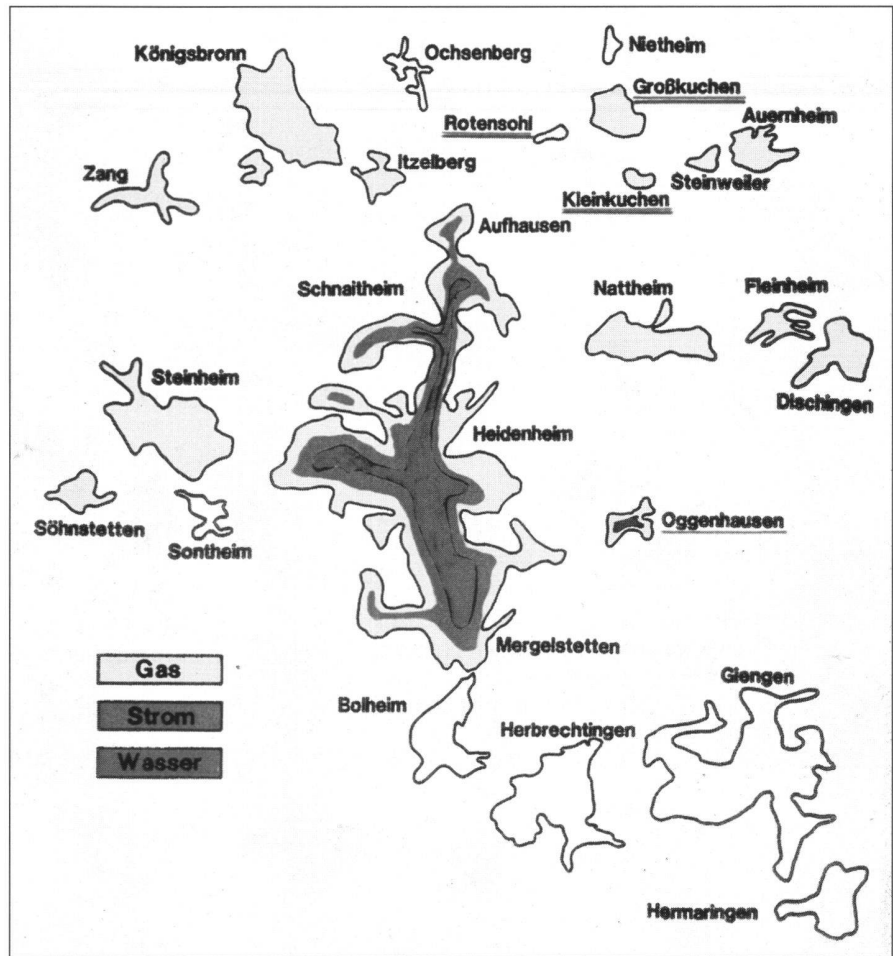 Königsbronn
Ochsenberg
Nietheim
Großkuchen
Auernheim
Rotensohl
Itzelberg
Zang
Steinweiler
Kleinkuchen
Aufhausen
Schnaitheim
Nattheim
Fleinheim
Steinheim
Dischingen
Heidenheim
Söhnstetten
Sontheim
Oggenhausen
Mergelstetten
Gas
Strom
Wasser
Bolheim
Giengen
Herbrechtingen
Hermaringen